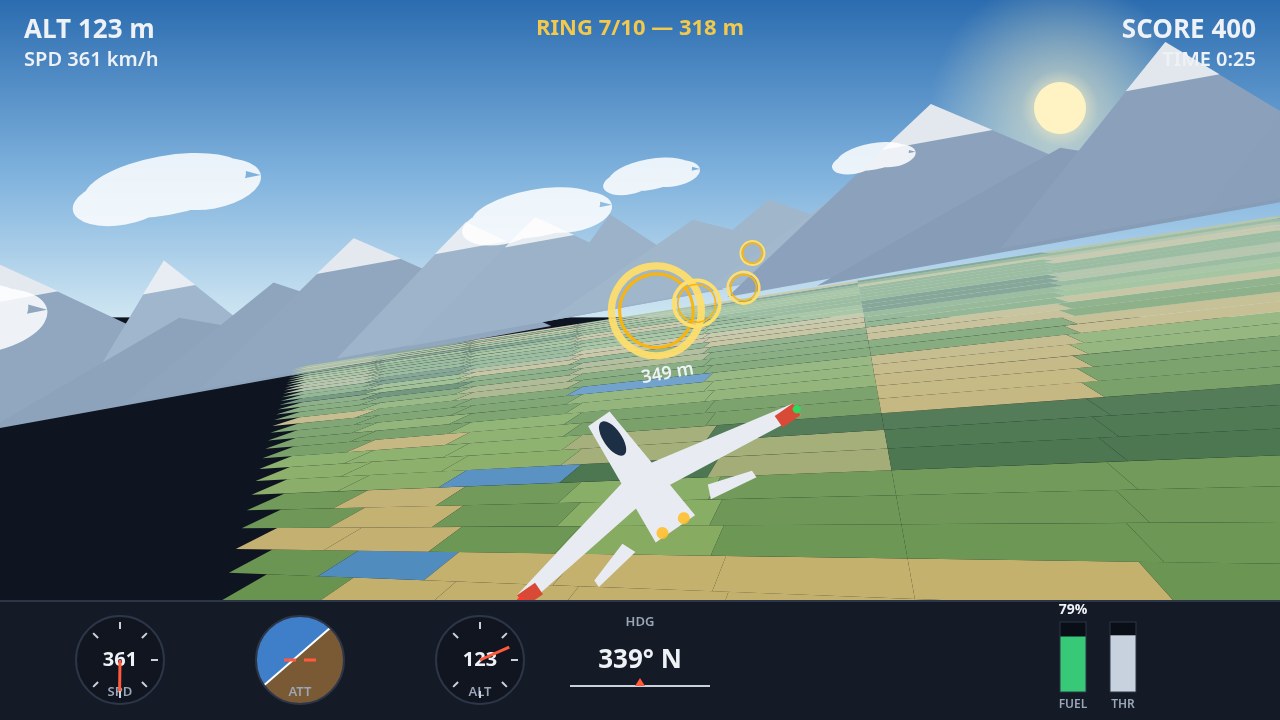 ALT 123 m
SPD 361 km/h
RING 7/10 — 318 m
SCORE 400
TIME 0:25
349 m
361
SPD
ATT
123
ALT
HDG
339° N
79%
FUEL
THR